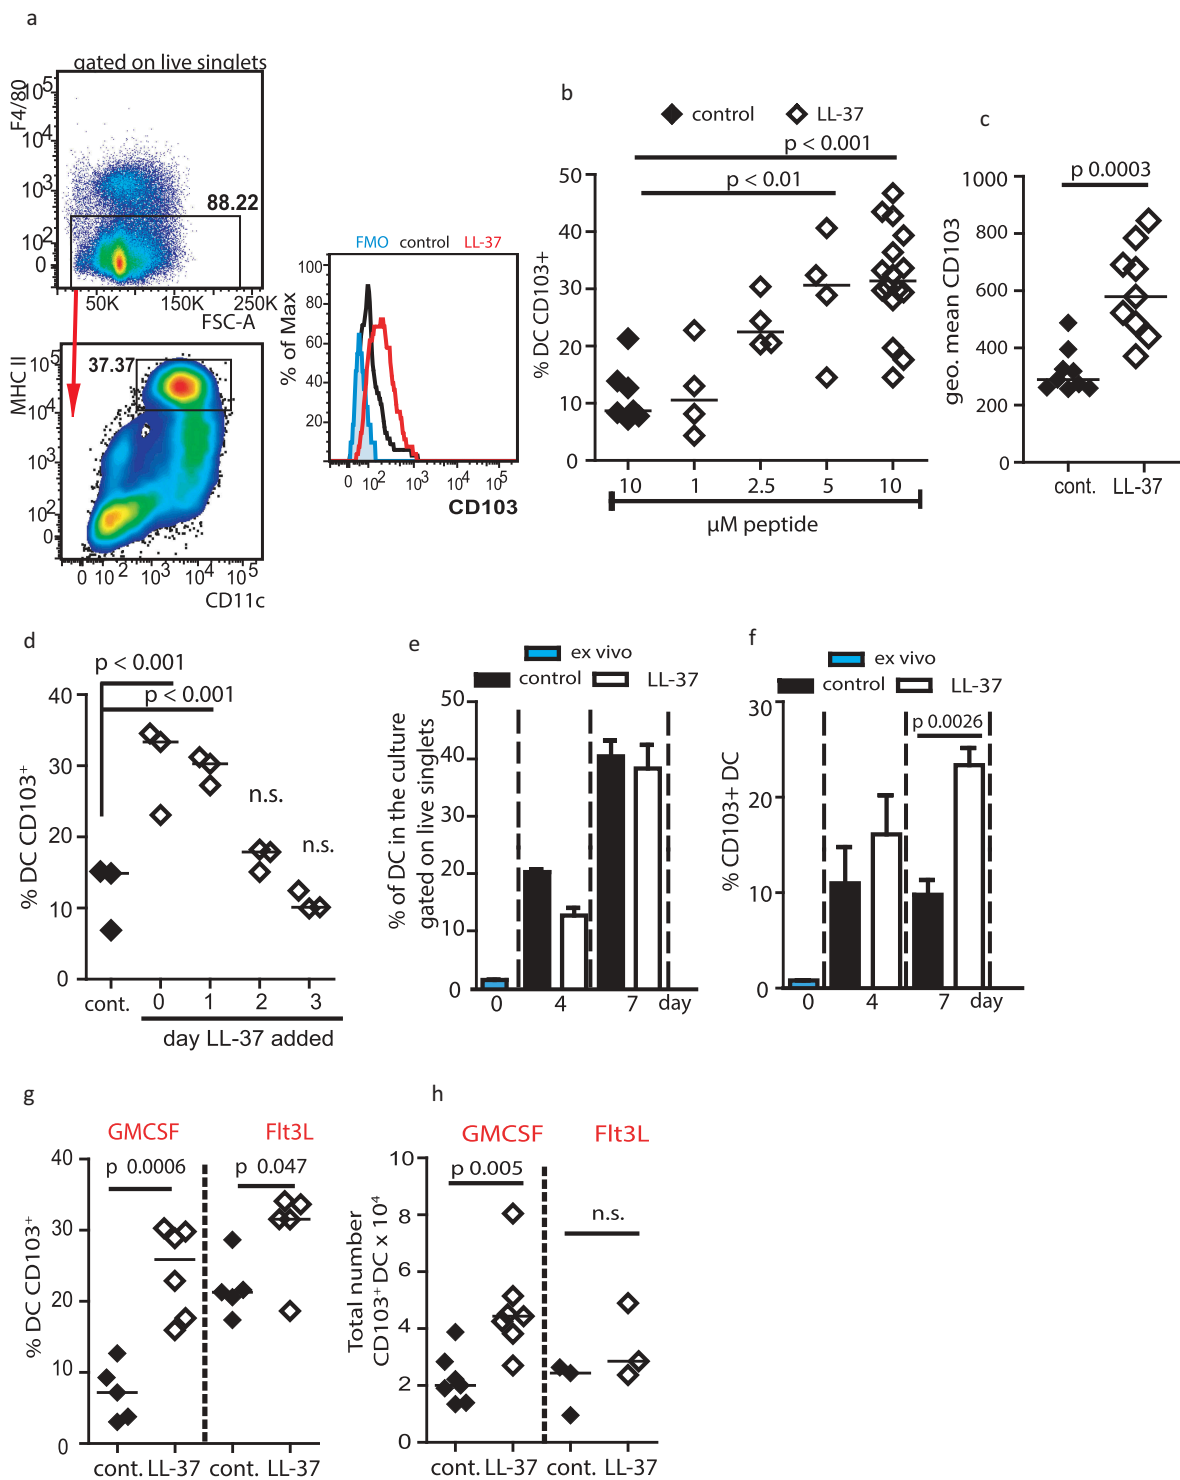 a
gated on live singlets
F4/80
10^5
10^4
10^3
10^2
0
88.22
50K 150K 250K
FSC-A
MHC II
10^5
10^4
10^3
10^2
0
37.37
0 10^2 10^3 10^4 10^5
CD11c
FMO control LL-37
% of Max
100
80
60
40
20
0 10^2 10^3 10^4 10^5
CD103
b
control LL-37
p < 0.001
p < 0.01
% DC CD103+
50
40
30
20
10
0
10 1 2.5 5 10
µM peptide
c
p 0.0003
geo. mean CD103
1000
800
600
400
200
0
cont. LL-37
d
p < 0.001
p < 0.001
% DC CD103+
40
30
20
10
0
n.s.
n.s.
cont. 0 1 2 3
day LL-37 added
e
ex vivo
control LL-37
% of DC in the culture
gated on live singlets
50
40
30
20
10
0
0 4 7 day
f
ex vivo
control LL-37
p 0.0026
% CD103+ DC
30
20
10
0
0 4 7 day
g
GMCSF Flt3L
p 0.0006 p 0.047
% DC CD103+
40
30
20
10
0
cont. LL-37 cont. LL-37
h
GMCSF Flt3L
p 0.005
n.s.
Total number
CD103+ DC x 10^4
10
8
6
4
2
0
cont. LL-37 cont. LL-37